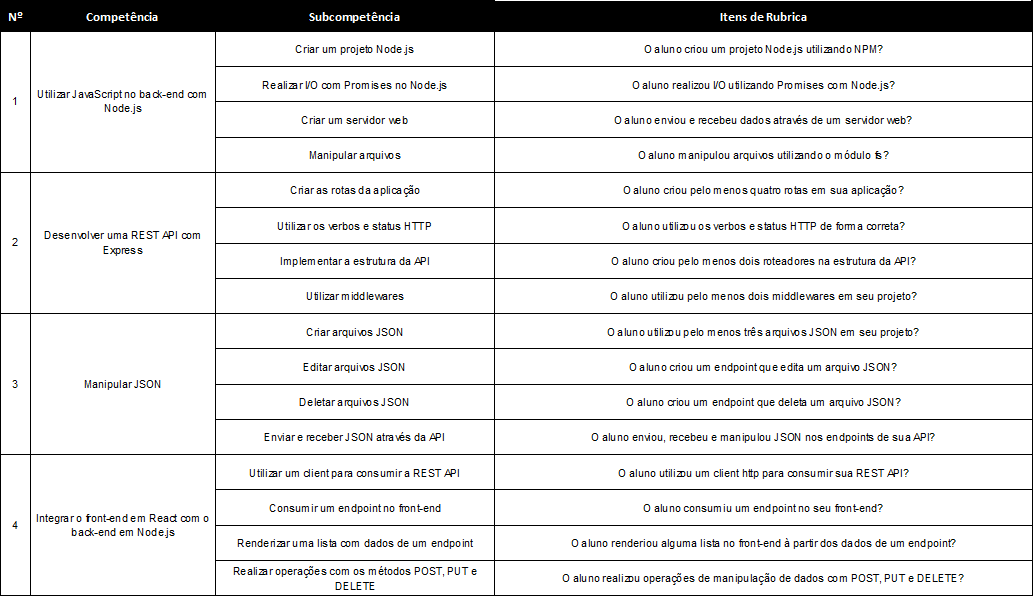 Nº Competência Subcompetência Itens de Rubrica
1 Utilizar JavaScript no back-end com
Node.js
Criar um projeto Node.js O aluno criou um projeto Node.js utilizando NPM?
Realizar I/O com Promises no Node.js O aluno realizou I/O utilizando Promises com Node.js?
Criar um servidor web O aluno enviou e recebeu dados através de um servidor web?
Manipular arquivos O aluno manipulou arquivos utilizando o módulo fs?
2 Desenvolver uma REST API com
Express
Criar as rotas da aplicação O aluno criou pelo menos quatro rotas em sua aplicação?
Utilizar os verbos e status HTTP O aluno utilizou os verbos e status HTTP de forma correta?
Implementar a estrutura da API O aluno criou pelo menos dois roteadores na estrutura da API?
Utilizar middlewares O aluno utilizou pelo menos dois middlewares em seu projeto?
3 Manipular JSON
Criar arquivos JSON O aluno utilizou pelo menos três arquivos JSON em seu projeto?
Editar arquivos JSON O aluno criou um endpoint que edita um arquivo JSON?
Deletar arquivos JSON O aluno criou um endpoint que deleta um arquivo JSON?
Enviar e receber JSON através da API O aluno enviou, recebeu e manipulou JSON nos endpoints de sua API?
4 Integrar o front-end em React com o
back-end em Node.js
Utilizar um client para consumir a REST API O aluno utilizou um client http para consumir sua REST API?
Consumir um endpoint no front-end O aluno consumiu um endpoint no seu front-end?
Renderizar uma lista com dados de um endpoint O aluno renderiou alguma lista no front-end à partir dos dados de um endpoint?
Realizar operações com os métodos POST, PUT e
DELETE
O aluno realizou operações de manipulação de dados com POST, PUT e DELETE?